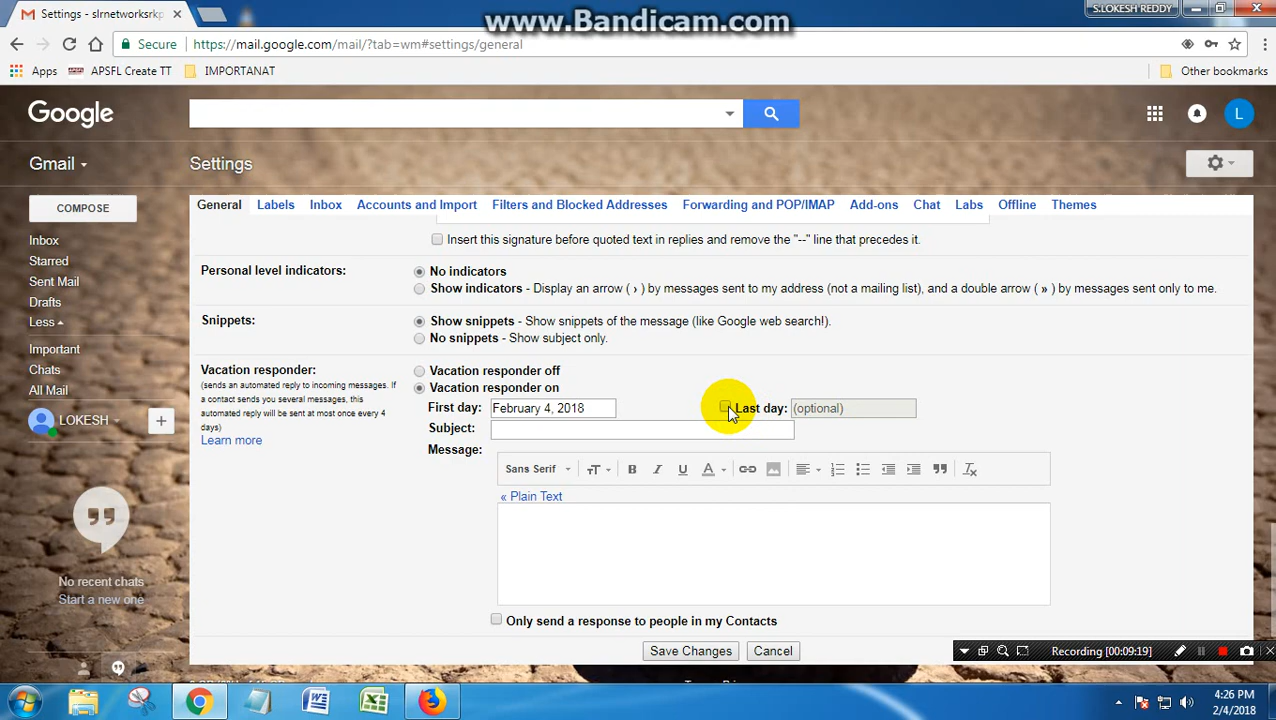 Settings - slrnetworksrkp
www.Bandicam.com
S.LOKESH REDDY
Secure https://mail.google.com/mail/?tab=wm#settings/general
Apps APSFL Create TT IMPORTANAT Other bookmarks
Google
L
Gmail
Settings
COMPOSE
General Labels Inbox Accounts and Import Filters and Blocked Addresses Forwarding and POP/IMAP Add-ons Chat Labs Offline Themes
Insert this signature before quoted text in replies and remove the "--" line that precedes it.
Inbox
Starred
Sent Mail
Drafts
Less
Important
Chats
All Mail
LOKESH
No recent chats
Start a new one
Personal level indicators:
No indicators
Show indicators - Display an arrow ( › ) by messages sent to my address (not a mailing list), and a double arrow ( » ) by messages sent only to me.
Snippets:
Show snippets - Show snippets of the message (like Google web search!).
No snippets - Show subject only.
Vacation responder:
(sends an automated reply to incoming messages. If
a contact sends you several messages, this
automated reply will be sent at most once every 4
days)
Learn more
Vacation responder off
Vacation responder on
First day: February 4, 2018 Last day: (optional)
Subject:
Message:
Sans Serif
« Plain Text
Only send a response to people in my Contacts
Save Changes Cancel
Recording [00:09:19]
4:26 PM
2/4/2018